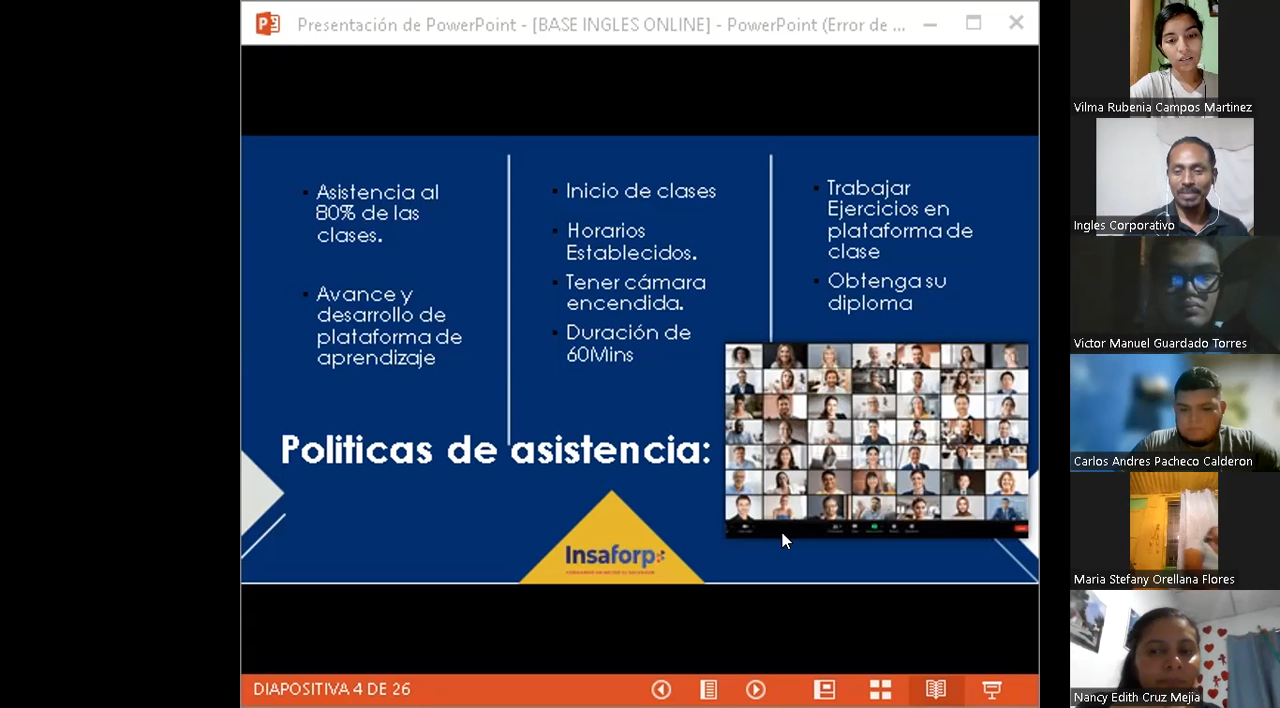 Presentación de PowerPoint - [BASE INGLES ONLINE] - PowerPoint (Error de ...
Asistencia al
80% de las
clases.
Avance y
desarrollo de
plataforma de
aprendizaje
Inicio de clases
Horarios
Establecidos.
Tener cámara
encendida.
Duración de
60Mins
Trabajar
Ejercicios en
plataforma de
clase
Obtenga su
diploma
Politicas de asistencia:
Insaforp
DIAPOSITIVA 4 DE 26
Vilma Rubenia Campos Martinez
Ingles Corporativo
Victor Manuel Guardado Torres
Carlos Andres Pacheco Calderon
Maria Stefany Orellana Flores
Nancy Edith Cruz Mejia